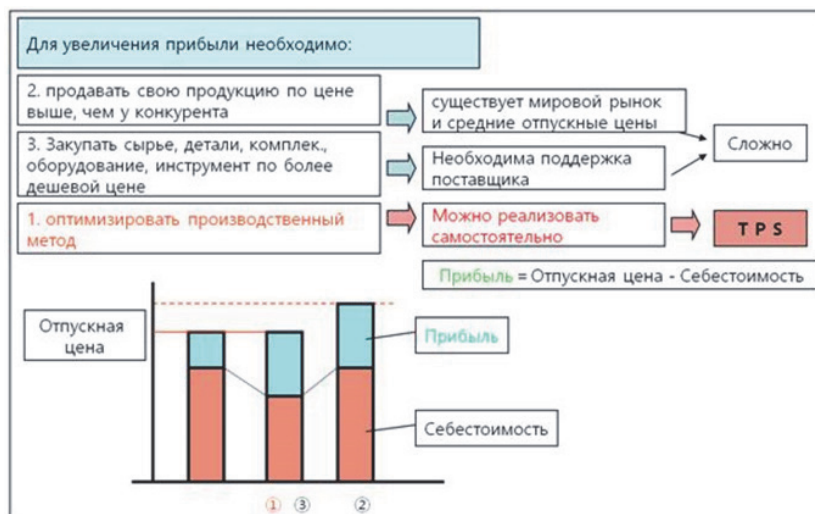 Для увеличения прибыли необходимо:
2. продавать свою продукцию по цене
выше, чем у конкурента
существует мировой рынок
и средние отпускные цены
3. Закупать сырье, детали, комплек.,
оборудование, инструмент по более
дешевой цене
Необходима поддержка
поставщика
Сложно
1. оптимизировать производственный
метод
Можно реализовать
самостоятельно
T P S
Прибыль = Отпускная цена - Себестоимость
Отпускная
цена
Прибыль
Себестоимость
① ③ ②